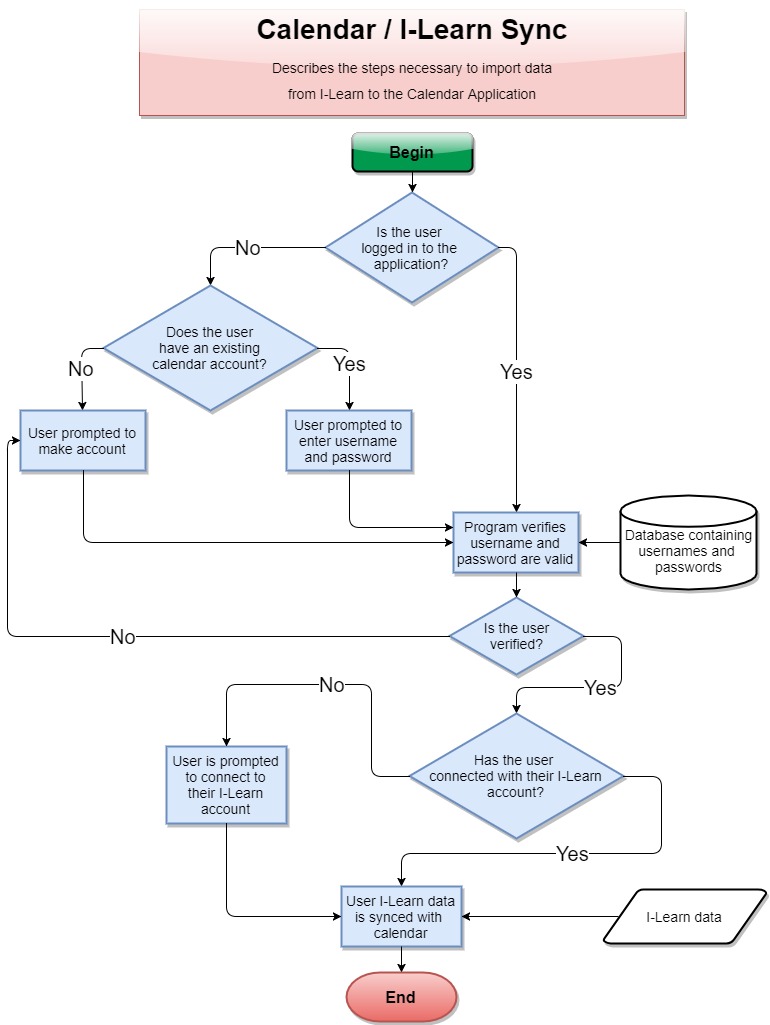 Calendar / I-Learn Sync
Describes the steps necessary to import data
from I-Learn to the Calendar Application
Begin
Is the user
logged in to the
application?
No
Yes
Does the user
have an existing
calendar account?
No
Yes
User prompted to
make account
User prompted to
enter username
and password
Program verifies
username and
password are valid
Database containing
usernames and
passwords
Is the user
verified?
No
Yes
Has the user
connected with their I-Learn
account?
No
Yes
User is prompted
to connect to
their I-Learn
account
User I-Learn data
is synced with
calendar
I-Learn data
End